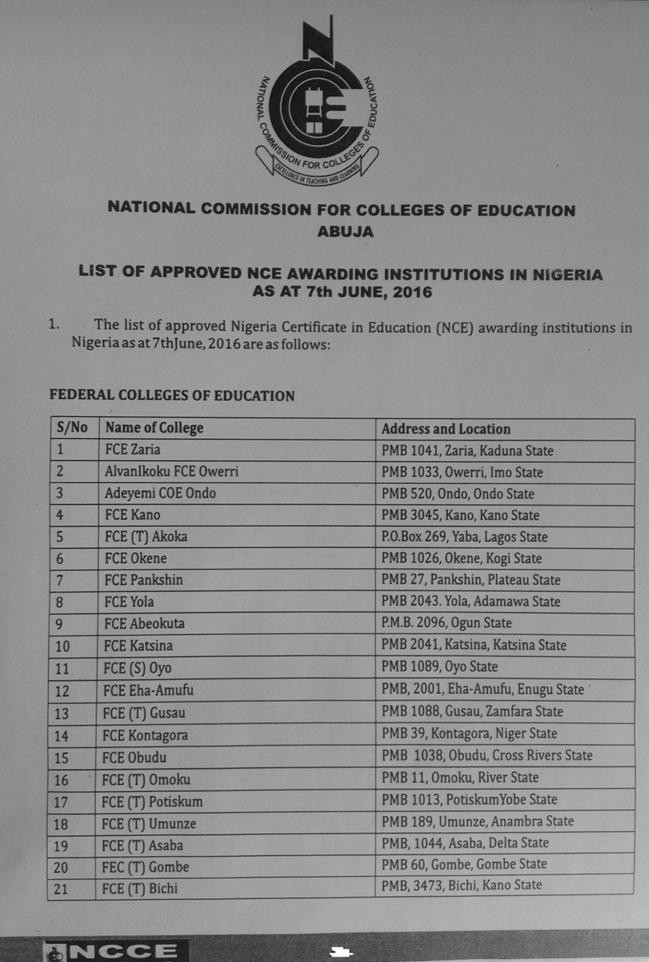 NATIONAL COMMISSION FOR COLLEGES OF EDUCATION
EXCELLENCE IN TEACHING AND LEARNING
NATIONAL COMMISSION FOR COLLEGES OF EDUCATION
ABUJA
LIST OF APPROVED NCE AWARDING INSTITUTIONS IN NIGERIA
AS AT 7th JUNE, 2016
1. The list of approved Nigeria Certificate in Education (NCE) awarding institutions in
Nigeria as at 7thJune, 2016 are as follows:
FEDERAL COLLEGES OF EDUCATION
S/No Name of College Address and Location
1 FCE Zaria PMB 1041, Zaria, Kaduna State
2 AlvanIkoku FCE Owerri PMB 1033, Owerri, Imo State
3 Adeyemi COE Ondo PMB 520, Ondo, Ondo State
4 FCE Kano PMB 3045, Kano, Kano State
5 FCE (T) Akoka P.O.Box 269, Yaba, Lagos State
6 FCE Okene PMB 1026, Okene, Kogi State
7 FCE Pankshin PMB 27, Pankshin, Plateau State
8 FCE Yola PMB 2043. Yola, Adamawa State
9 FCE Abeokuta P.M.B. 2096, Ogun State
10 FCE Katsina PMB 2041, Katsina, Katsina State
11 FCE (S) Oyo PMB 1089, Oyo State
12 FCE Eha-Amufu PMB, 2001, Eha-Amufu, Enugu State
13 FCE (T) Gusau PMB 1088, Gusau, Zamfara State
14 FCE Kontagora PMB 39, Kontagora, Niger State
15 FCE Obudu PMB 1038, Obudu, Cross Rivers State
16 FCE (T) Omoku PMB 11, Omoku, River State
17 FCE (T) Potiskum PMB 1013, PotiskumYobe State
18 FCE (T) Umunze PMB 189, Umunze, Anambra State
19 FCE (T) Asaba PMB, 1044, Asaba, Delta State
20 FEC (T) Gombe PMB 60, Gombe, Gombe State
21 FCE (T) Bichi PMB, 3473, Bichi, Kano State
NCCE